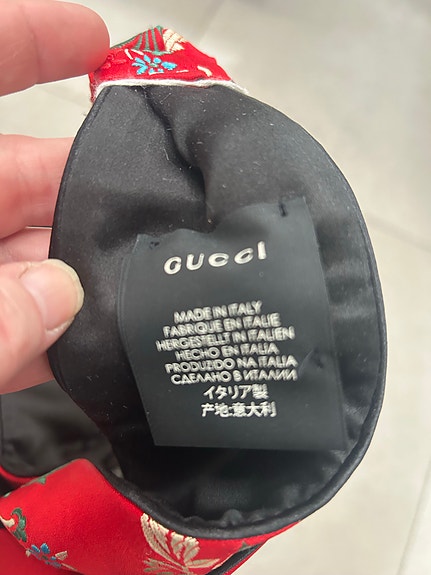 GUCCI
MADE IN ITALY
FABRIQUE EN ITALIE
HERGESTELLT IN ITALIEN
HECHO EN ITALIA
PRODUZIDO NA ITALIA
СДЕЛАНО В ИТАЛИИ
イタリア製
产地:意大利